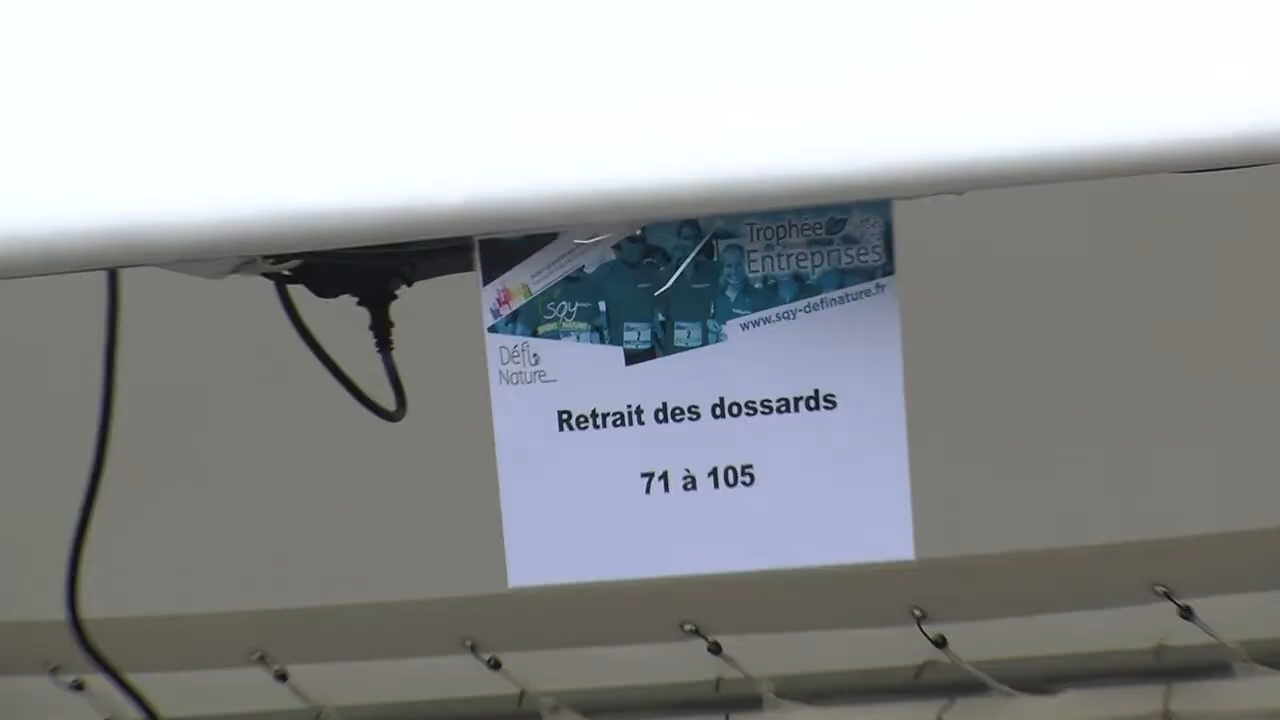 Trophée
Entreprises
www.sqy-definature.fr
sqy
Défi
Nature
Retrait des dossards
71 à 105